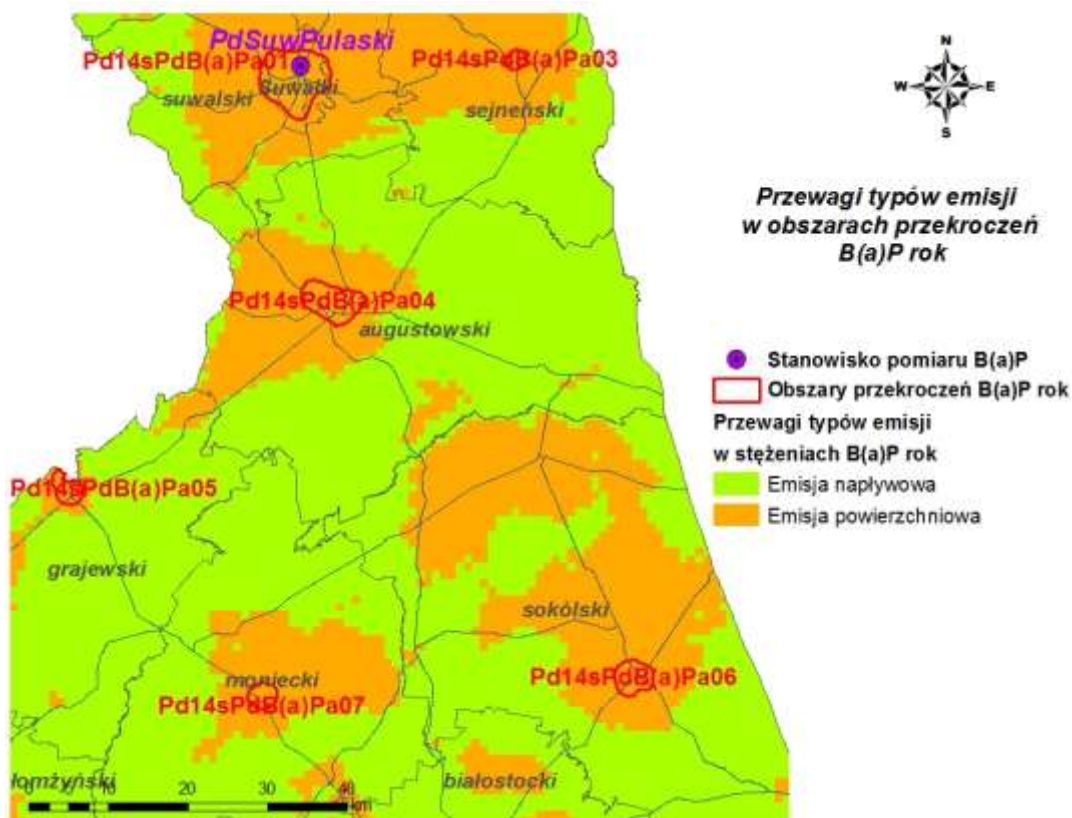 PdSuwPulaski
Pd14sPdB(a)Pa01
Pd14sPdB(a)Pa03
Suwałki
suwalski
sejneński
Pd14sPdB(a)Pa04
augustowski
Pd14sPdB(a)Pa05
grajewski
sokólski
moniecki
Pd14sPdB(a)Pa06
Pd14sPdB(a)Pa07
łomżyński
białostocki
0 5 10 20 30 40
km
N
W E
S
Przewagi typów emisji
w obszarach przekroczeń
B(a)P rok
Stanowisko pomiaru B(a)P
Obszary przekroczeń B(a)P rok
Przewagi typów emisji
w stężeniach B(a)P rok
Emisja napływowa
Emisja powierzchniowa